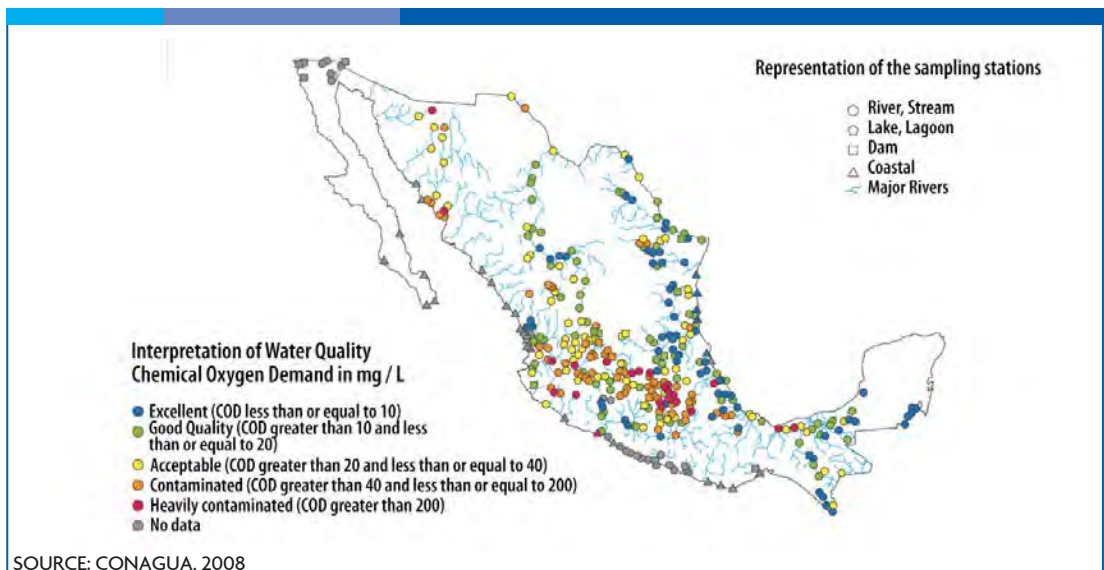 Representation of the sampling stations
River, Stream
Lake, Lagoon
Dam
Coastal
Major Rivers
Interpretation of Water Quality
Chemical Oxygen Demand in mg / L
Excellent (COD less than or equal to 10)
Good Quality (COD greater than 10 and less
than or equal to 20)
Acceptable (COD greater than 20 and less than or equal to 40)
Contaminated (COD greater than 40 and less than or equal to 200)
Heavily contaminated (COD greater than 200)
No data
SOURCE: CONAGUA, 2008